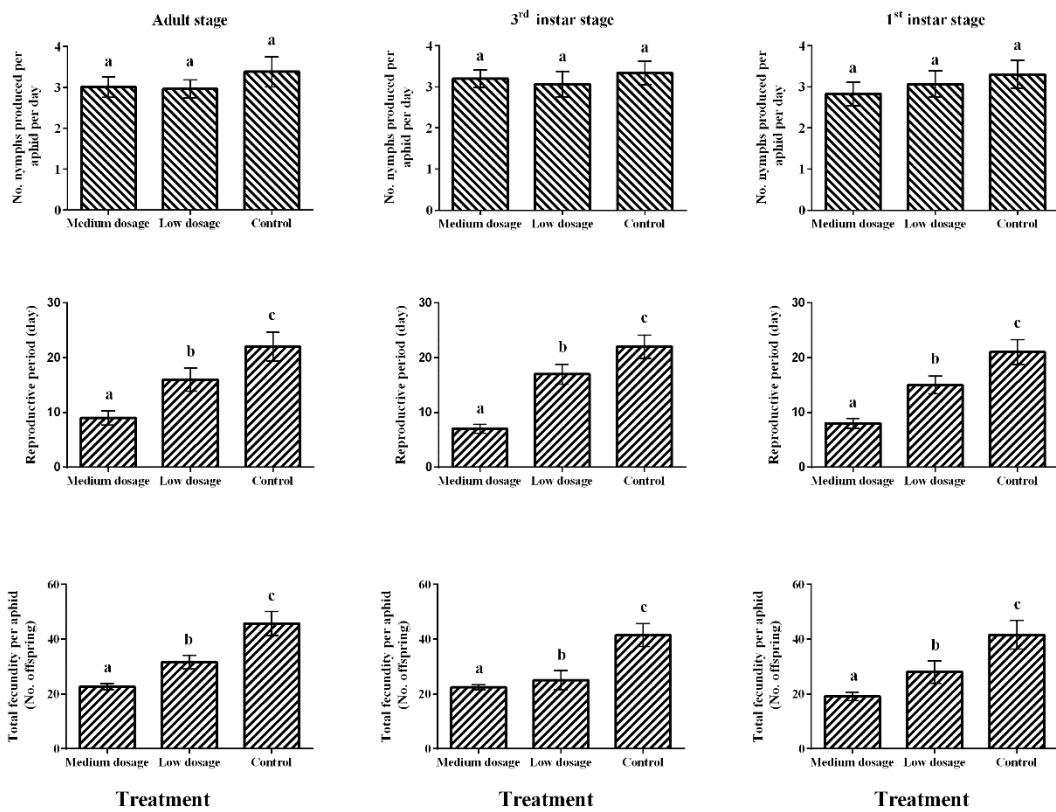 Adult stage
3rd instar stage
1st instar stage
No. nymphs produced per
aphid per day
4
3
2
1
0
a
a
a
Medium dosage
Low dosage
Control
No. nymphs produced per
aphid per day
4
3
2
1
0
a
a
a
Medium dosage
Low dosage
Control
No. nymphs produced per
aphid per day
4
3
2
1
0
a
a
a
Medium dosage
Low dosage
Control
Reproductive period (day)
30
20
10
0
a
b
c
Medium dosage
Low dosage
Control
Reproductive period (day)
30
20
10
0
a
b
c
Medium dosage
Low dosage
Control
Reproductive period (day)
30
20
10
0
a
b
c
Medium dosage
Low dosage
Control
Total fecundity per aphid
(No. offspring)
60
40
20
0
a
b
c
Medium dosage
Low dosage
Control
Treatment
Total fecundity per aphid
(No. offspring)
60
40
20
0
a
b
c
Medium dosage
Low dosage
Control
Treatment
Total fecundity per aphid
(No. offspring)
60
40
20
0
a
b
c
Medium dosage
Low dosage
Control
Treatment